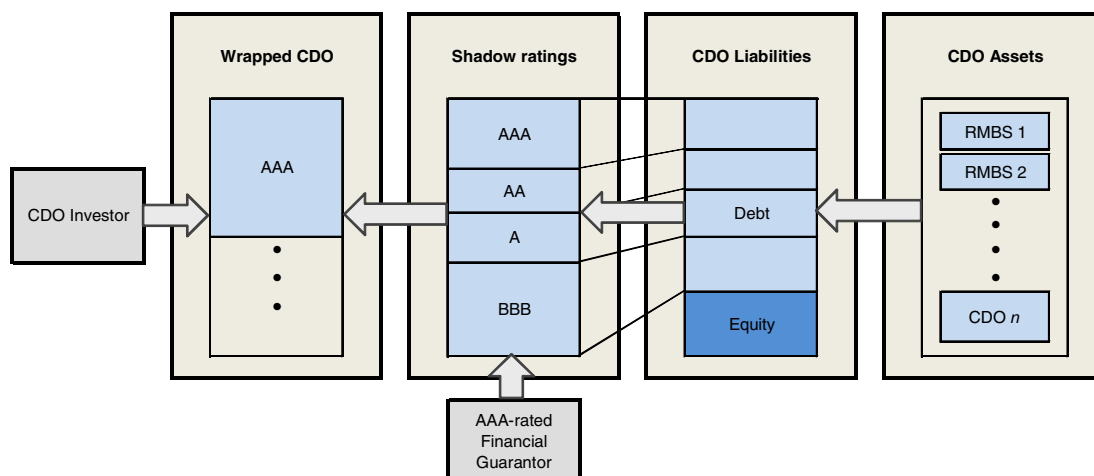 Wrapped CDO
Shadow ratings
CDO Liabilities
CDO Assets
AAA
AAA
AA
A
BBB
Debt
Equity
RMBS 1
RMBS 2
CDO n
CDO Investor
AAA-rated
Financial
Guarantor